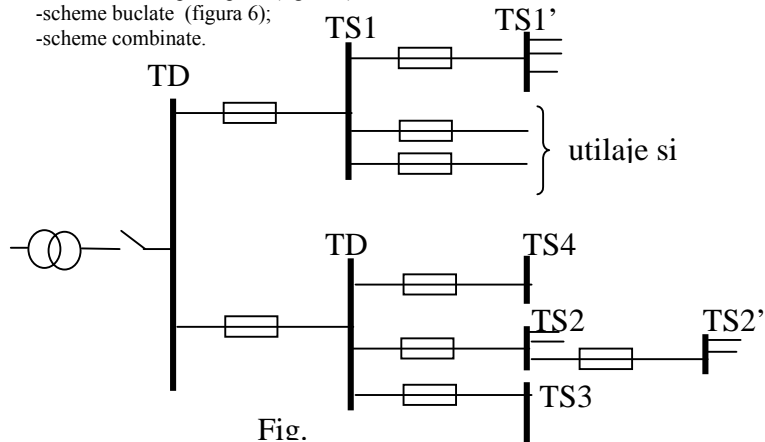 -scheme buclate (figura 6);
-scheme combinate.
TS1
TS1’
TD
utilaje si
TD
TS4
TS2
TS2’
TS3
Fig.